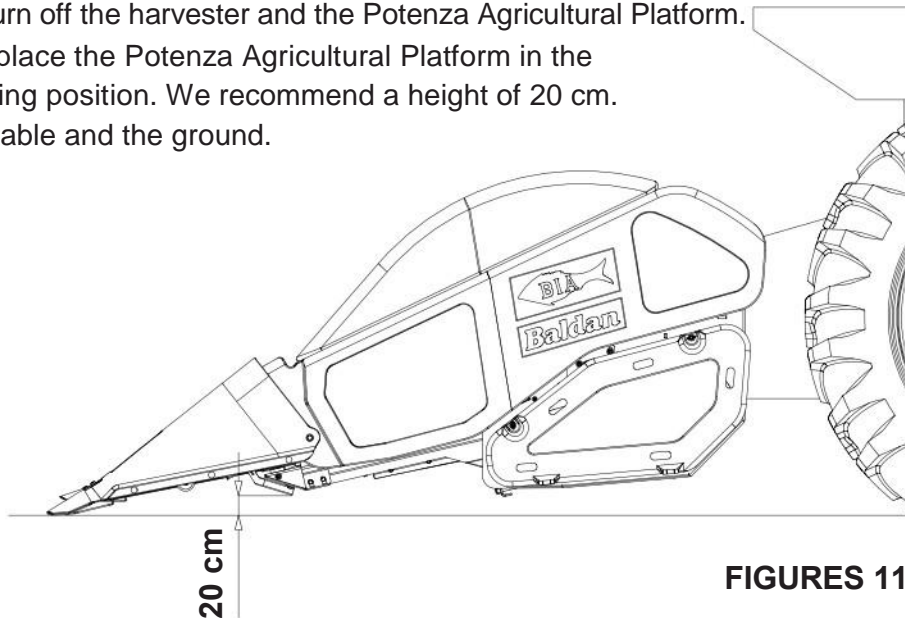 urn off the harvester and the Potenza Agricultural Platform.
place the Potenza Agricultural Platform in the
ing position. We recommend a height of 20 cm.
able and the ground.
BIA
Baldan
20 cm
FIGURES 11